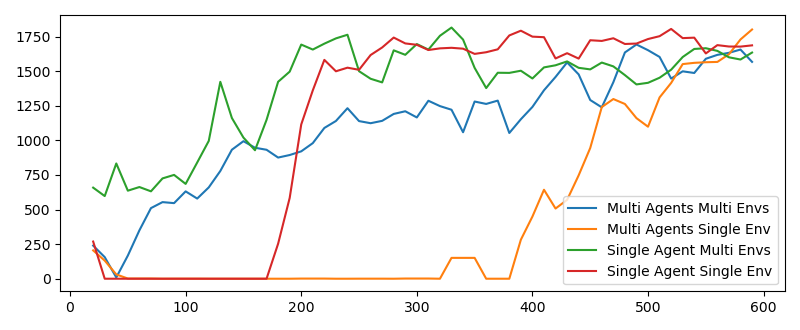 1750
1500
1250
1000
750
500
250
0
Multi Agents Multi Envs
Multi Agents Single Env
Single Agent Multi Envs
Single Agent Single Env
0 100 200 300 400 500 600